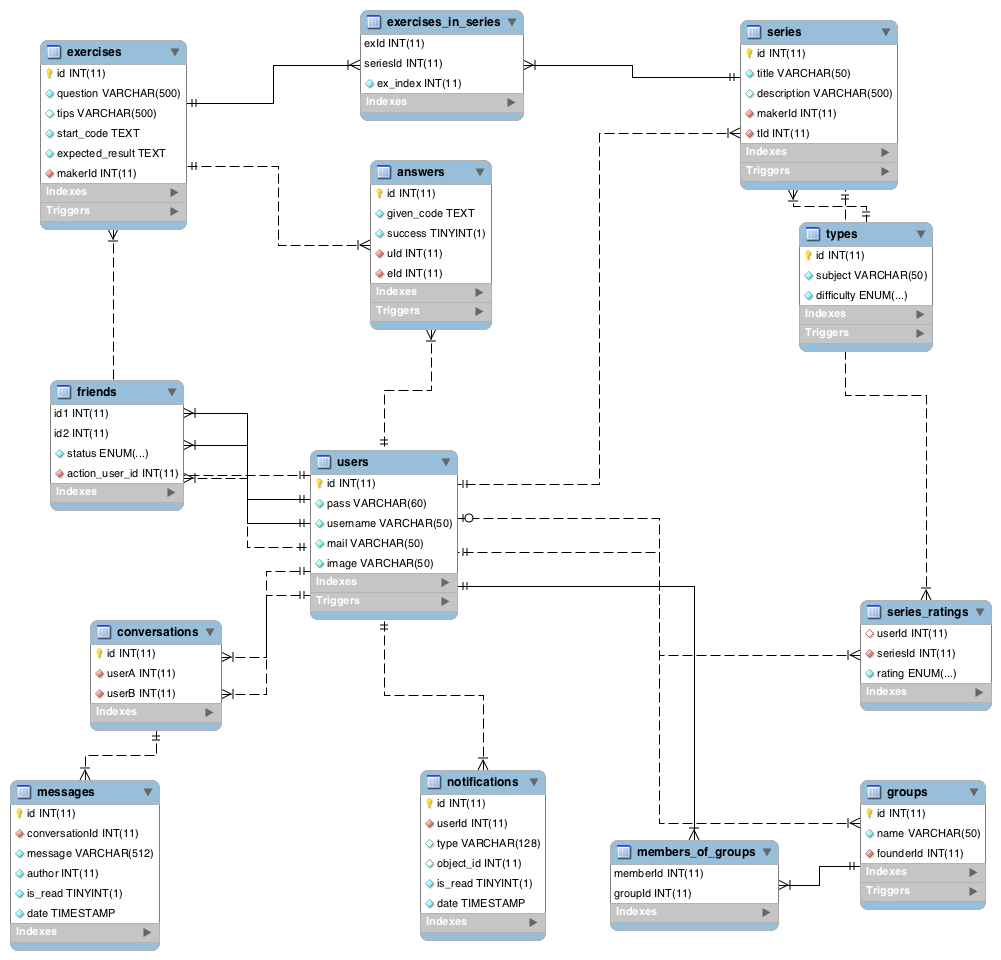 exercises
id INT(11)
question VARCHAR(500)
tips VARCHAR(500)
start_code TEXT
expected_result TEXT
makerId INT(11)
Indexes
Triggers
exercises_in_series
exId INT(11)
seriesId INT(11)
ex_index INT(11)
Indexes
series
id INT(11)
title VARCHAR(50)
description VARCHAR(500)
makerId INT(11)
tId INT(11)
Indexes
Triggers
answers
id INT(11)
given_code TEXT
success TINYINT(1)
uId INT(11)
eId INT(11)
Indexes
Triggers
types
id INT(11)
subject VARCHAR(50)
difficulty ENUM(...)
Indexes
Triggers
friends
id1 INT(11)
id2 INT(11)
status ENUM(...)
action_user_id INT(11)
Indexes
users
id INT(11)
pass VARCHAR(60)
username VARCHAR(50)
mail VARCHAR(50)
image VARCHAR(50)
Indexes
Triggers
conversations
id INT(11)
userA INT(11)
userB INT(11)
Indexes
series_ratings
userId INT(11)
seriesId INT(11)
rating ENUM(...)
Indexes
messages
id INT(11)
conversationId INT(11)
message VARCHAR(512)
author INT(11)
is_read TINYINT(1)
date TIMESTAMP
Indexes
notifications
id INT(11)
userId INT(11)
type VARCHAR(128)
object_id INT(11)
is_read TINYINT(1)
date TIMESTAMP
Indexes
members_of_groups
memberId INT(11)
groupId INT(11)
Indexes
groups
id INT(11)
name VARCHAR(50)
founderId INT(11)
Indexes
Triggers